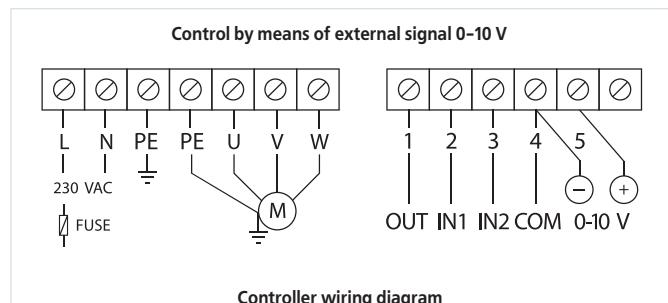 Control by means of external signal 0–10 V
L N PE PE U V W 1 2 3 4 5
230 VAC
M − +
FUSE OUT IN1 IN2 COM 0-10 V
Controller wiring diagram